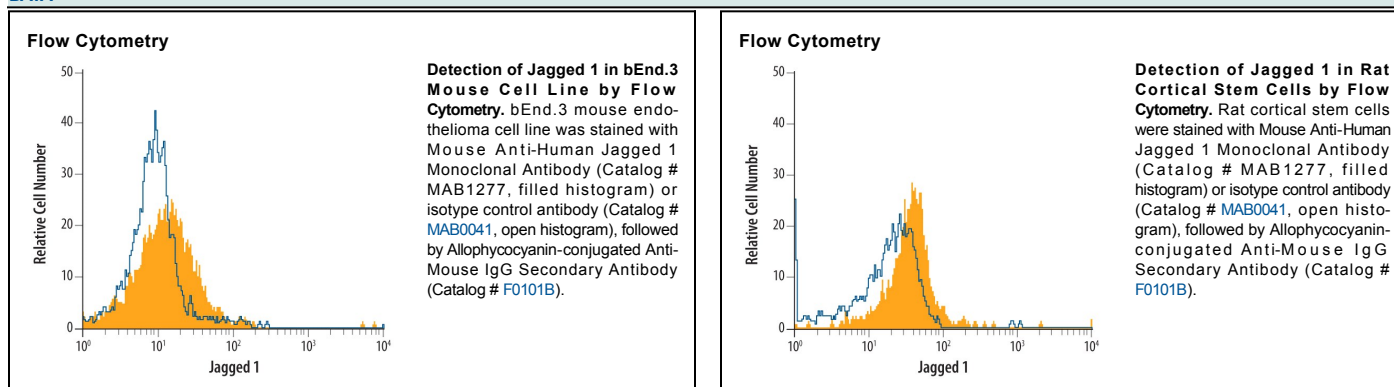 Flow Cytometry
50
40
30
20
10
0
Relative Cell Number
10⁰ 10¹ 10² 10³ 10⁴
Jagged 1
Detection of Jagged 1 in bEnd.3
Mouse Cell Line by Flow
Cytometry. bEnd.3 mouse endo-
thelioma cell line was stained with
Mouse Anti-Human Jagged 1
Monoclonal Antibody (Catalog #
MAB1277, filled histogram) or
isotype control antibody (Catalog #
MAB0041, open histogram), followed
by Allophycocyanin-conjugated Anti-
Mouse IgG Secondary Antibody
(Catalog # F0101B).
Flow Cytometry
50
40
30
20
10
0
Relative Cell Number
10⁰ 10¹ 10² 10³ 10⁴
Jagged 1
Detection of Jagged 1 in Rat
Cortical Stem Cells by Flow
Cytometry. Rat cortical stem cells
were stained with Mouse Anti-Human
Jagged 1 Monoclonal Antibody
(Catalog # MAB1277, filled
histogram) or isotype control antibody
(Catalog # MAB0041, open histo-
gram), followed by Allophycocyanin-
conjugated Anti-Mouse IgG
Secondary Antibody (Catalog #
F0101B).